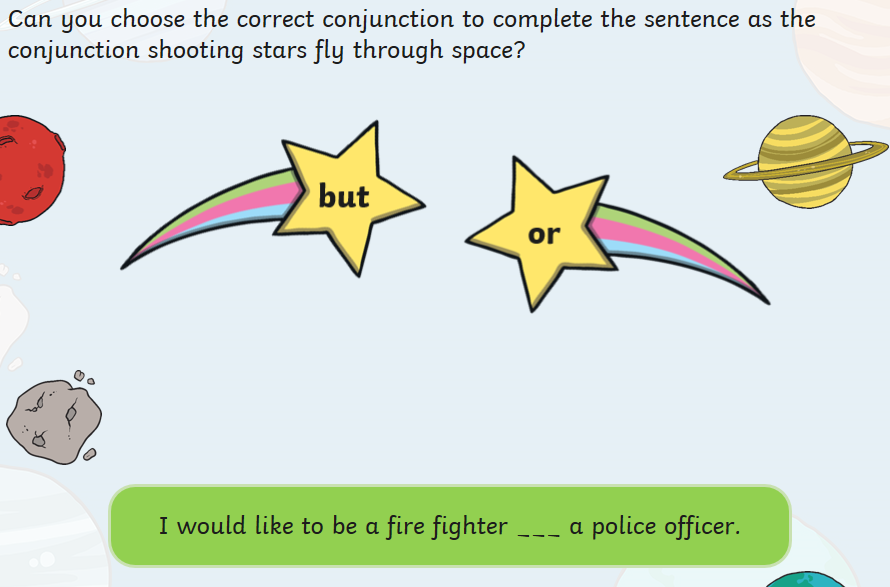 Can you choose the correct conjunction to complete the sentence as the
conjunction shooting stars fly through space?
but
or
I would like to be a fire fighter ___ a police officer.